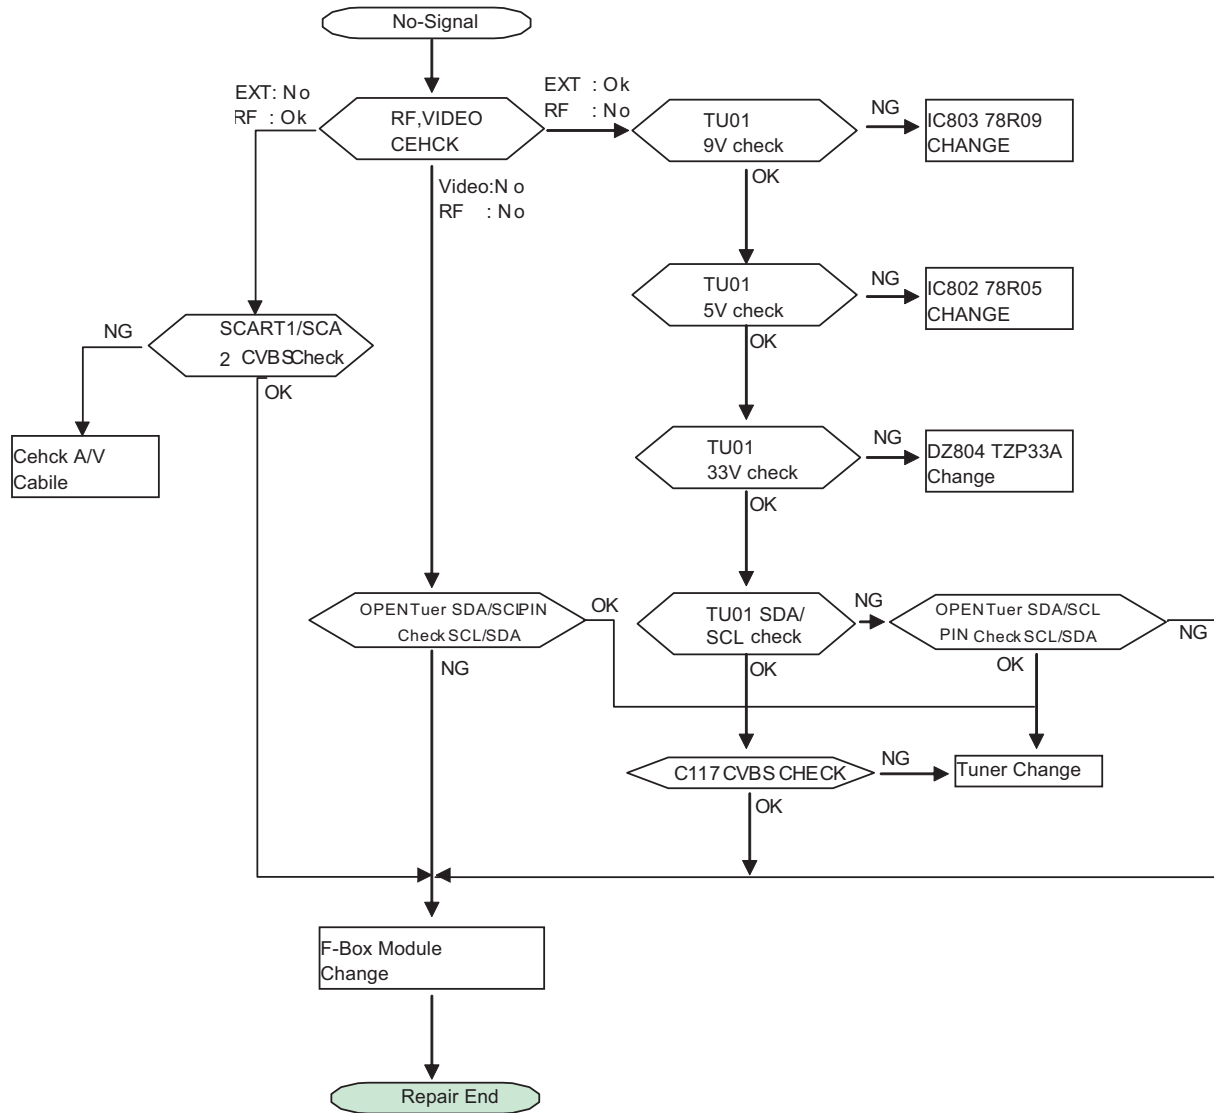 No-Signal
EXT: No
RF : Ok
RF,VIDEO
CEHCK
EXT : Ok
RF : No
TU01
9V check
NG
IC803 78R09
CHANGE
OK
Video:No
RF : No
TU01
5V check
NG
IC802 78R05
CHANGE
OK
SCART1/SCA
2 CVBSCheck
NG
OK
Cehck A/V
Cabile
TU01
33V check
NG
DZ804 TZP33A
Change
OK
OPENTuer SDA/SCLPIN
Check SCL/SDA
OK
NG
TU01 SDA/
SCL check
NG
OK
OPENTuer SDA/SCL
PIN Check SCL/SDA
NG
OK
C117 CVBS CHECK
NG
Tuner Change
OK
F-Box Module
Change
Repair End